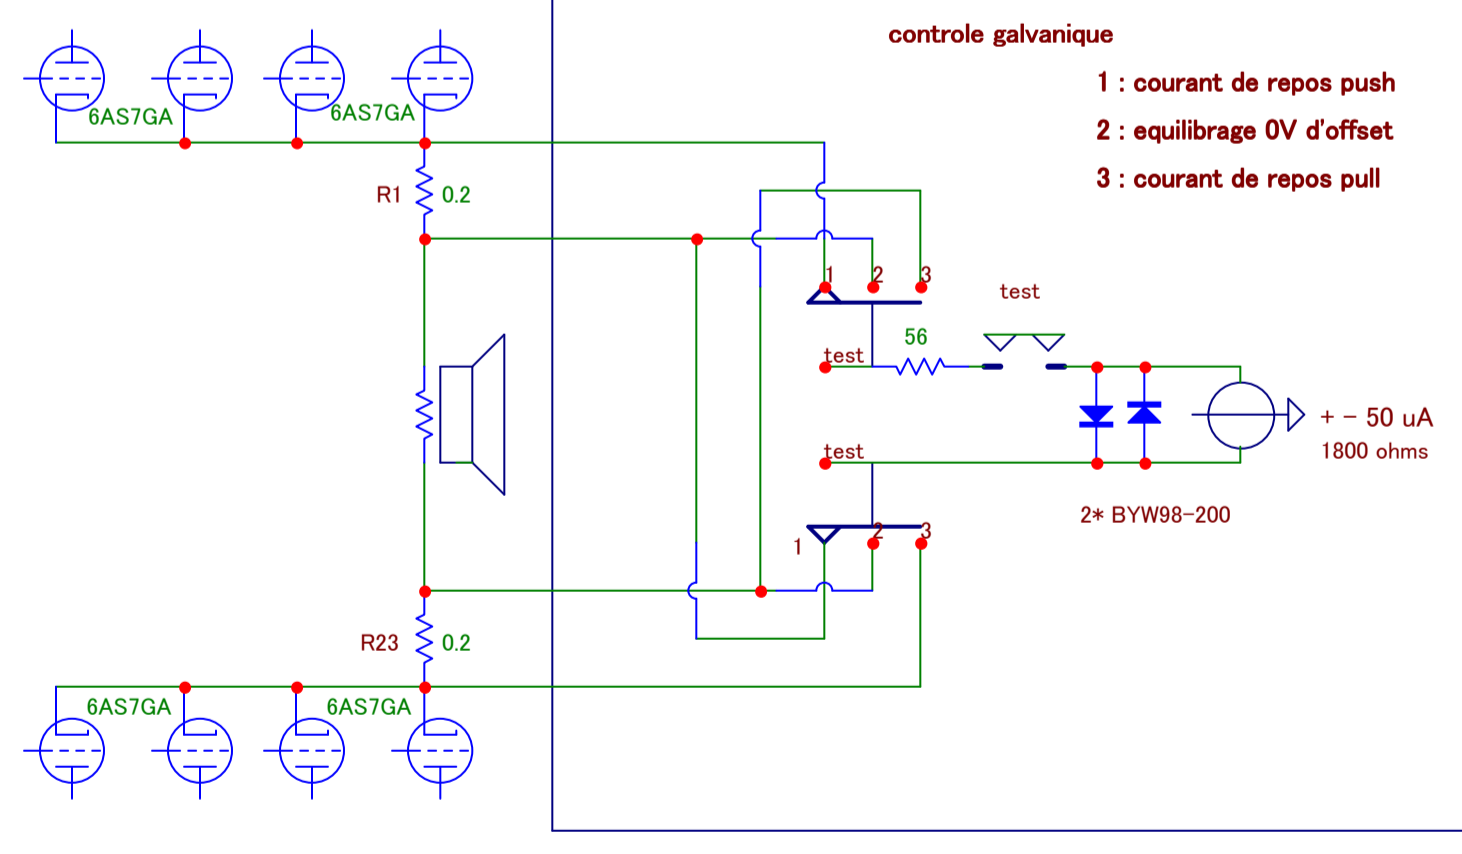 controle galvanique
1 : courant de repos push
2 : equilibrage 0V d'offset
3 : courant de repos pull
6AS7GA
6AS7GA
R1
0.2
1
2
3
test
56
test
test
+ - 50 uA
1800 ohms
2* BYW98-200
1
2
3
R23
0.2
6AS7GA
6AS7GA